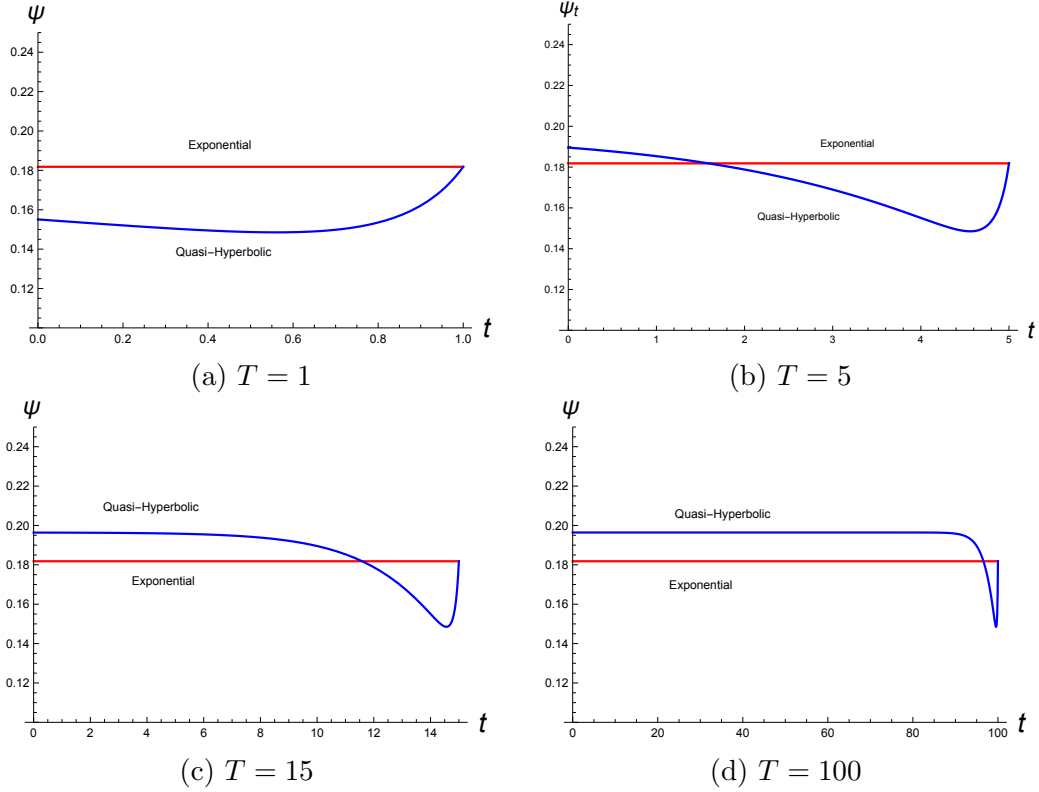 ψ
0.24
0.22
0.20
0.18
0.16
0.14
0.12
Exponential
Quasi-Hyperbolic
0.0 0.2 0.4 0.6 0.8 1.0 t
(a) T = 1
ψt
0.24
0.22
0.20
0.18
0.16
0.14
0.12
Exponential
Quasi-Hyperbolic
0 1 2 3 4 5 t
(b) T = 5
ψ
0.24
0.22
0.20
0.18
0.16
0.14
0.12
Quasi-Hyperbolic
Exponential
0 2 4 6 8 10 12 14 t
(c) T = 15
ψ
0.24
0.22
0.20
0.18
0.16
0.14
0.12
Quasi-Hyperbolic
Exponential
0 20 40 60 80 100 t
(d) T = 100